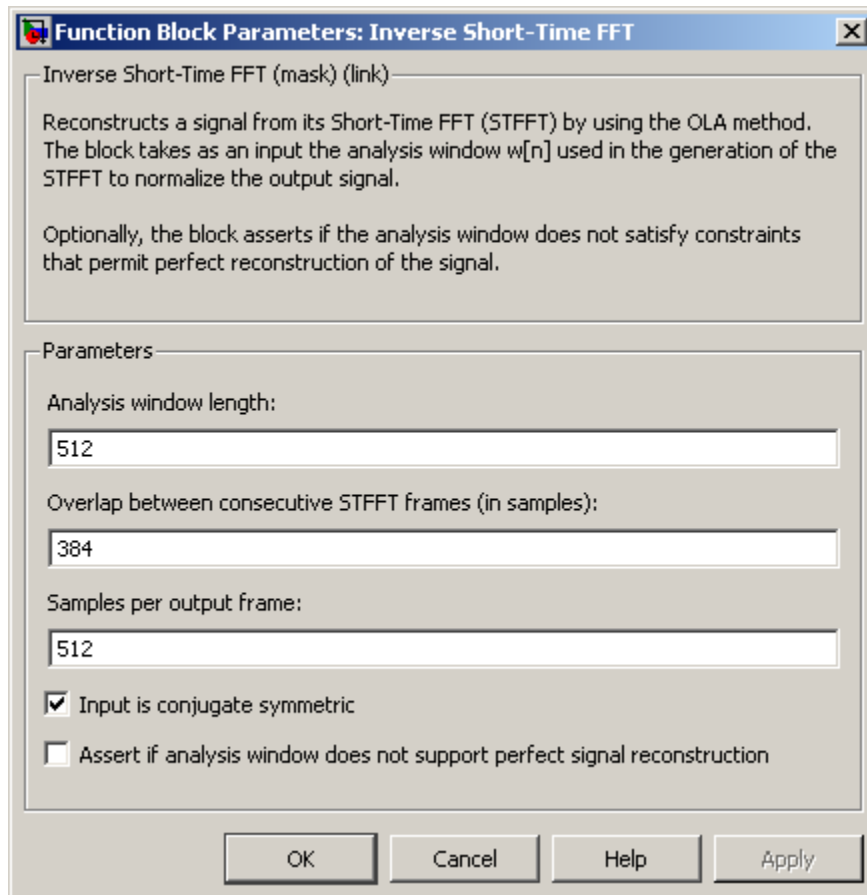 Function Block Parameters: Inverse Short-Time FFT
Inverse Short-Time FFT (mask) (link)
Reconstructs a signal from its Short-Time FFT (STFFT) by using the OLA method.
The block takes as an input the analysis window w[n] used in the generation of the
STFFT to normalize the output signal.
Optionally, the block asserts if the analysis window does not satisfy constraints
that permit perfect reconstruction of the signal.
Parameters
Analysis window length:
512
Overlap between consecutive STFFT frames (in samples):
384
Samples per output frame:
512
Input is conjugate symmetric
Assert if analysis window does not support perfect signal reconstruction
OK Cancel Help Apply